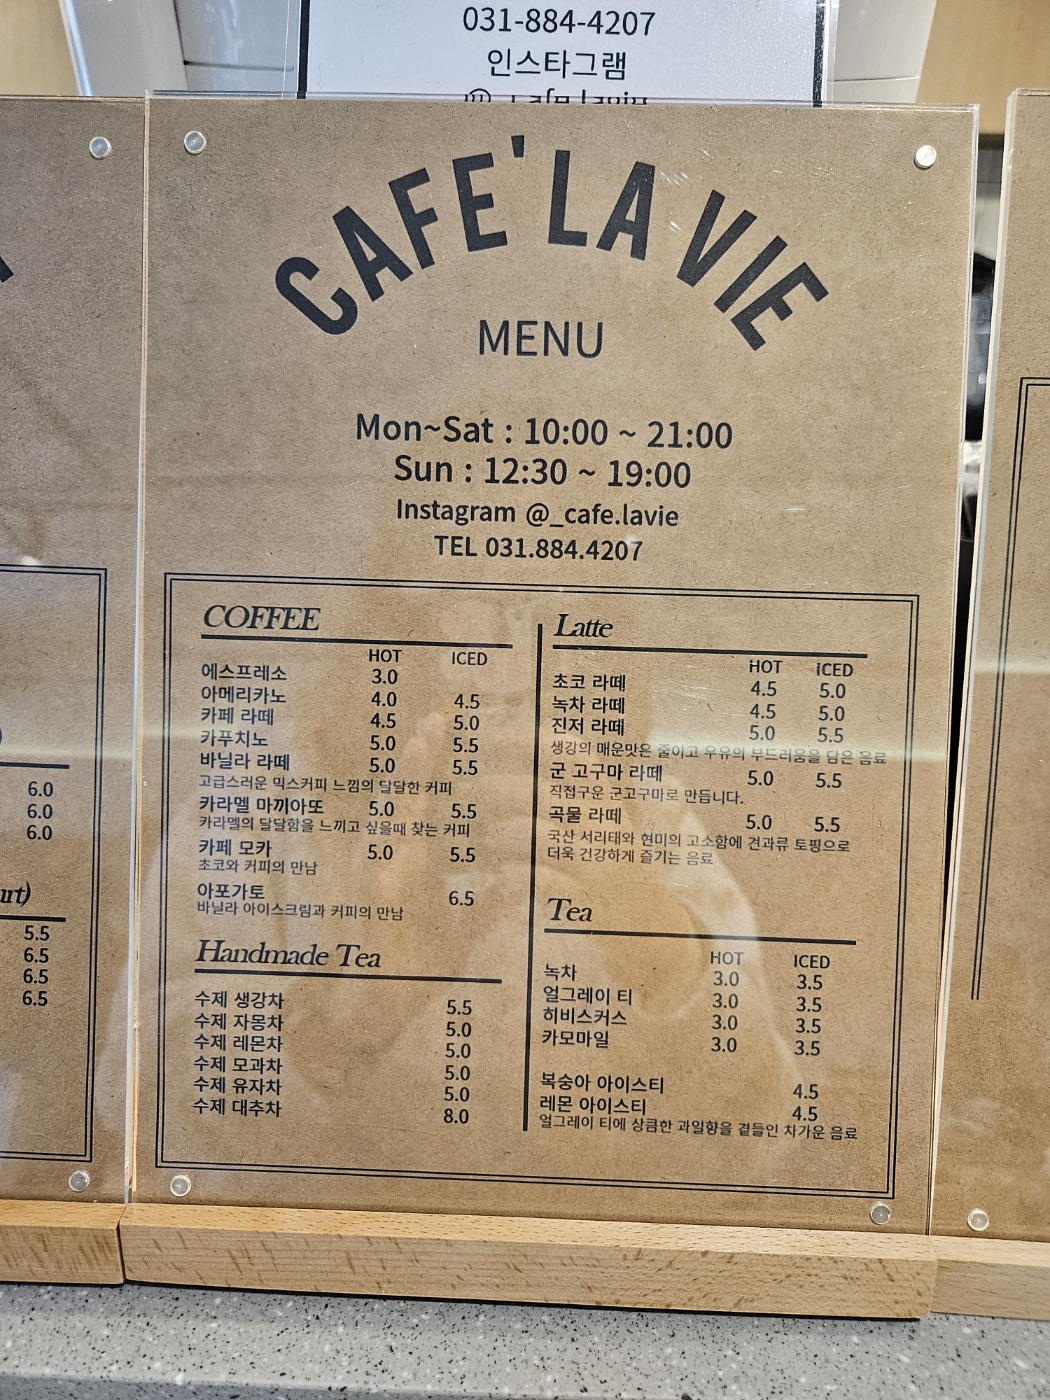 031-884-4207
인스타그램
CAFE' LA VIE
MENU
Mon~Sat : 10:00 ~ 21:00
Sun : 12:30 ~ 19:00
Instagram @_cafe.lavie
TEL 031.884.4207
COFFEE
HOT ICED
에스프레소 3.0
아메리카노 4.0 4.5
카페 라떼 4.5 5.0
카푸치노 5.0 5.5
바닐라 라떼 5.0 5.5
고급스러운 믹스커피 느낌의 달달한 커피
카라멜 마끼아또 5.0 5.5
카라멜의 달달함을 느끼고 싶을때 찾는 커피
카페 모카 5.0 5.5
초코와 커피의 만남
아포가토 6.5
바닐라 아이스크림과 커피의 만남
Handmade Tea
수제 생강차 5.5
수제 자몽차 5.0
수제 레몬차 5.0
수제 모과차 5.0
수제 유자차 5.0
수제 대추차 8.0
Latte
HOT ICED
초코 라떼 4.5 5.0
녹차 라떼 4.5 5.0
진저 라떼 5.0 5.5
생강의 매운맛은 줄이고 우유의 부드러움을 담은 음료
군 고구마 라떼 5.0 5.5
직접구운 군고구마로 만듭니다.
곡물 라떼 5.0 5.5
국산 서리태와 현미의 고소함에 견과류 토핑으로
더욱 건강하게 즐기는 음료
Tea
HOT ICED
녹차 3.0 3.5
얼그레이 티 3.0 3.5
히비스커스 3.0 3.5
카모마일 3.0 3.5
복숭아 아이스티 4.5
레몬 아이스티 4.5
얼그레이 티에 상큼한 과일향을 곁들인 차가운 음료
6.0
6.0
6.0
5.5
6.5
6.5
6.5